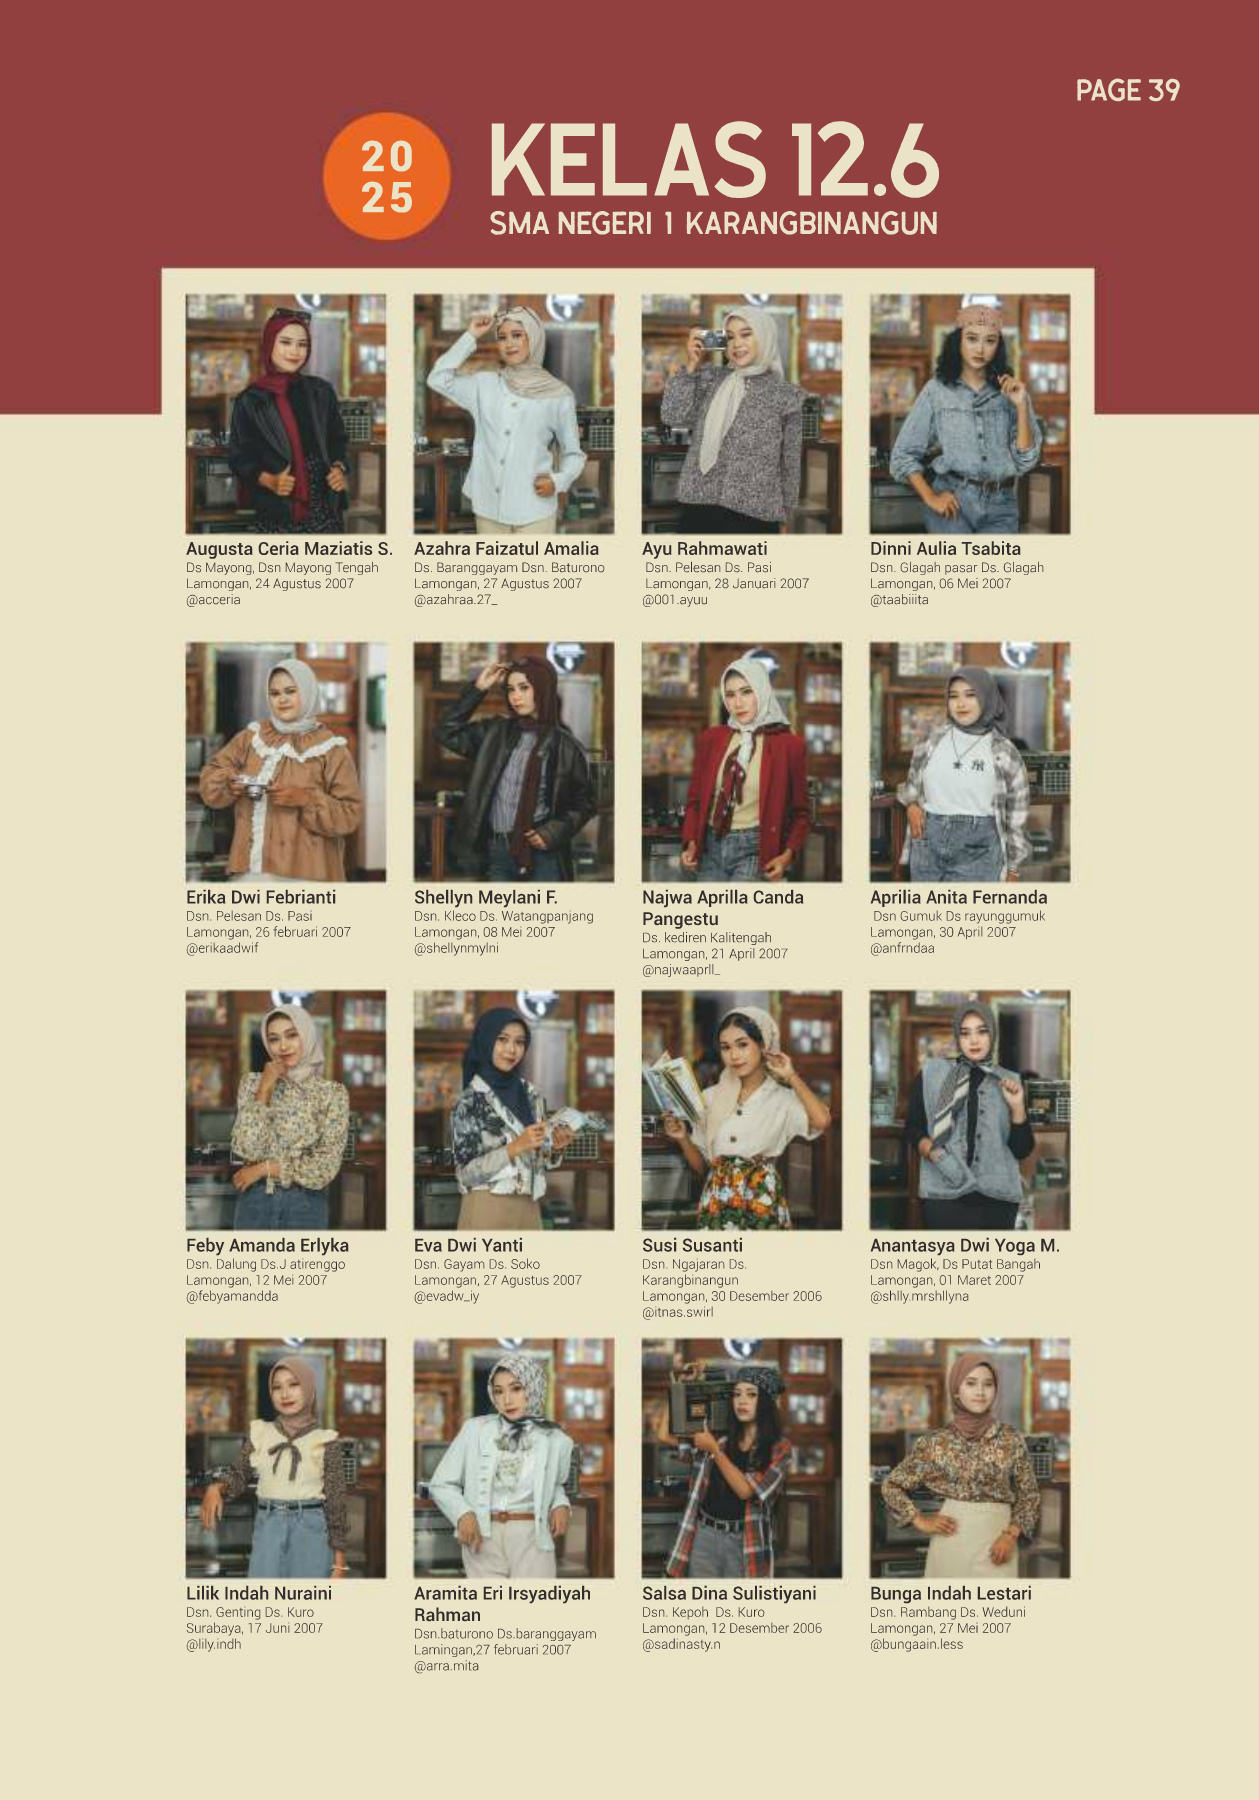 PAGE 39
20
25
KELAS 12.6
SMA NEGERI 1 KARANGBINANGUN
Augusta Ceria Maziatis S.
Ds Mayong, Dsn Mayong Tengah
Lamongan, 24 Agustus 2007
@acceria
Azahra Faizatul Amalia
Ds. Baranggayam Dsn. Baturono
Lamongan, 27 Agustus 2007
@azahraa.27_
Ayu Rahmawati
Dsn. Pelesan Ds. Pasi
Lamongan, 28 Januari 2007
@001.ayuu
Dinni Aulia Tsabita
Dsn. Glagah pasar Ds. Glagah
Lamongan, 06 Mei 2007
@taabiiita
Erika Dwi Febrianti
Dsn. Pelesan Ds. Pasi
Lamongan, 26 februari 2007
@erikaadwif
Shellyn Meylani F.
Dsn. Kleco Ds. Watangpanjang
Lamongan, 08 Mei 2007
@shellynmylni
Najwa Aprilla Canda
Pangestu
Ds. kediren Kalitengah
Lamongan, 21 April 2007
@najwaaprll_
Aprilia Anita Fernanda
Dsn Gumuk Ds rayunggumuk
Lamongan, 30 April 2007
@anfrndaa
Feby Amanda Erlyka
Dsn. Dalung Ds.J atirenggo
Lamongan, 12 Mei 2007
@febyamandda
Eva Dwi Yanti
Dsn. Gayam Ds. Soko
Lamongan, 27 Agustus 2007
@evadw_iy
Susi Susanti
Dsn. Ngajaran Ds.
Karangbinangun
Lamongan, 30 Desember 2006
@itnas.swirl
Anantasya Dwi Yoga M.
Dsn Magok, Ds Putat Bangah
Lamongan, 01 Maret 2007
@shlly.mrshllyna
Lilik Indah Nuraini
Dsn. Genting Ds. Kuro
Surabaya, 17 Juni 2007
@lily.indh
Aramita Eri Irsyadiyah
Rahman
Dsn.baturono Ds.baranggayam
Lamingan,27 februari 2007
@arra.mita
Salsa Dina Sulistiyani
Dsn. Kepoh Ds. Kuro
Lamongan, 12 Desember 2006
@sadinasty.n
Bunga Indah Lestari
Dsn. Rambang Ds. Weduni
Lamongan, 27 Mei 2007
@bungaain.less